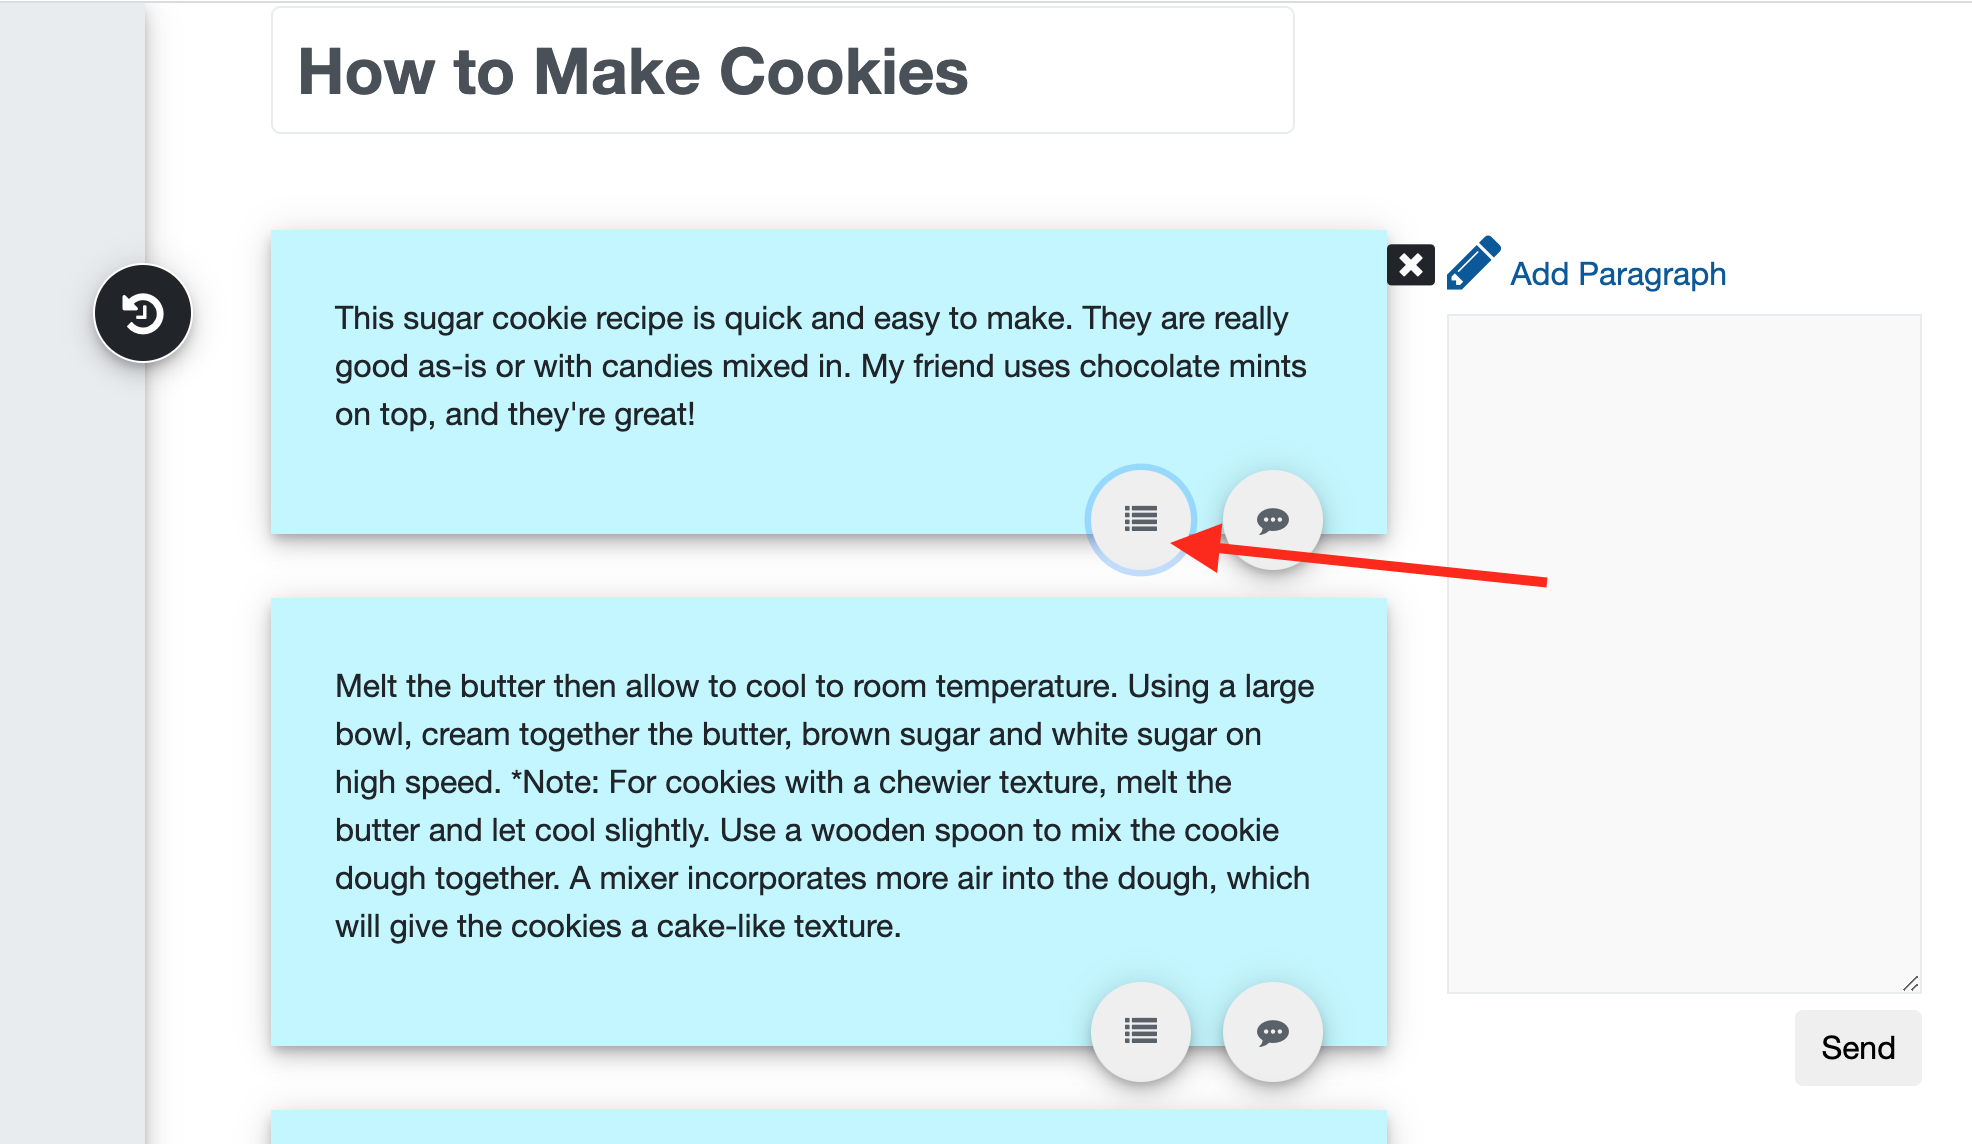 How to Make Cookies
Add Paragraph
This sugar cookie recipe is quick and easy to make. They are really
good as-is or with candies mixed in. My friend uses chocolate mints
on top, and they're great!
Melt the butter then allow to cool to room temperature. Using a large
bowl, cream together the butter, brown sugar and white sugar on
high speed. *Note: For cookies with a chewier texture, melt the
butter and let cool slightly. Use a wooden spoon to mix the cookie
dough together. A mixer incorporates more air into the dough, which
will give the cookies a cake-like texture.
Send